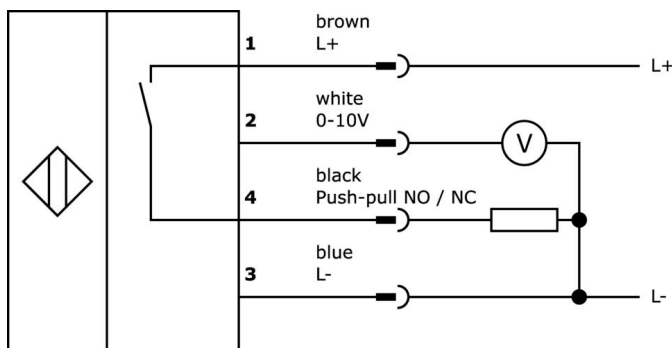 brown
1 L+
L+
white
2 0-10V
V
black
4 Push-pull NO / NC
blue
3 L-
L-